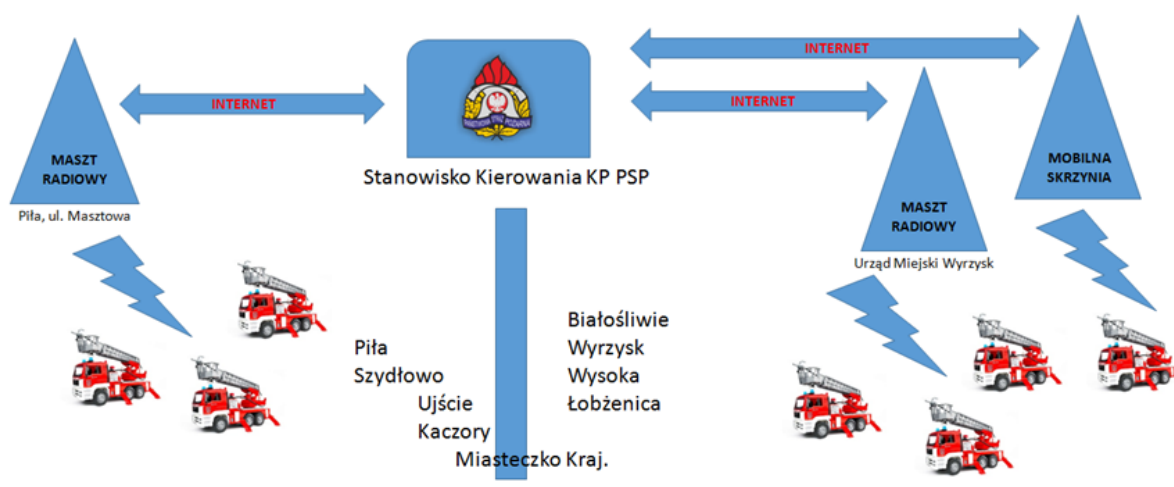 INTERNET
INTERNET
INTERNET
MASZT
RADIOWY
Piła, ul. Masztowa
Stanowisko Kierowania KP PSP
MOBILNA
SKRZYNIA
MASZT
RADIOWY
Urząd Miejski Wyrzysk
Piła
Szydłowo
Ujście
Kaczory
Miasteczko Kraj.
Białośliwie
Wyrzysk
Wysoka
Łobżenica